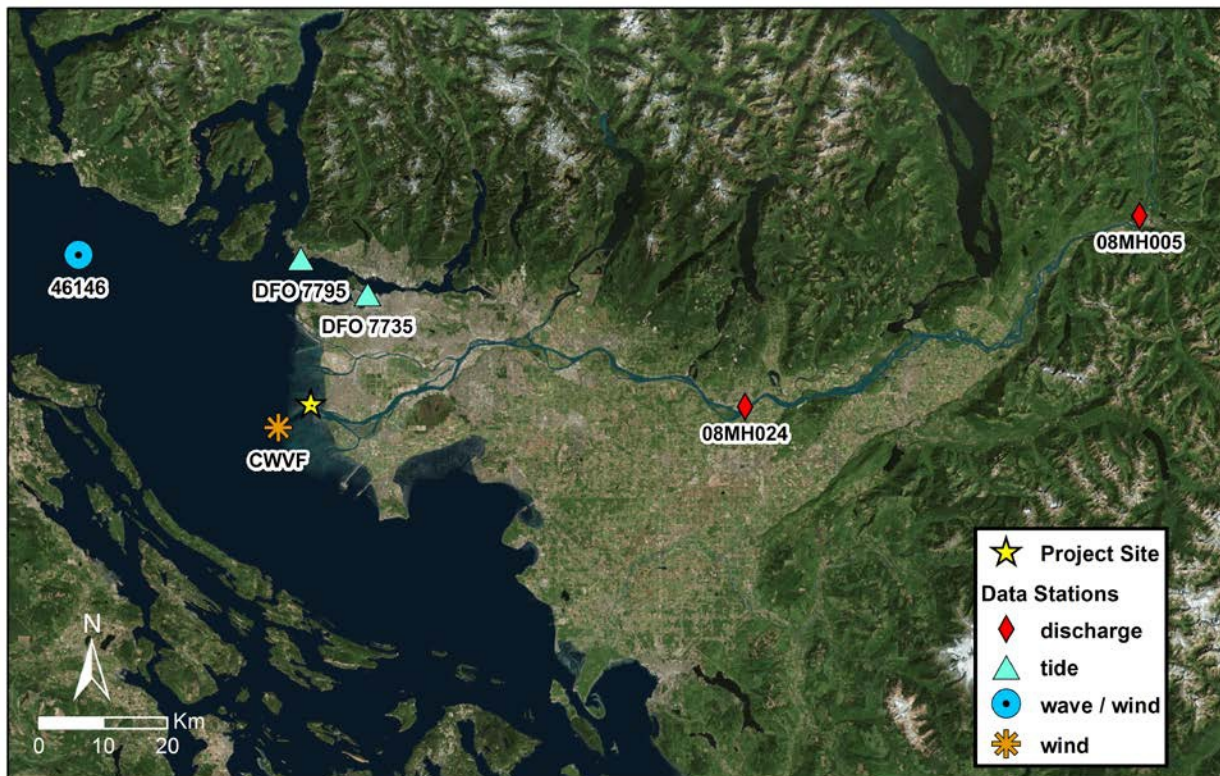 08MH005
46146
DFO 7795
DFO 7735
08MH024
CWVF
Project Site
Data Stations
discharge
tide
wave / wind
wind
N
Km
0 10 20